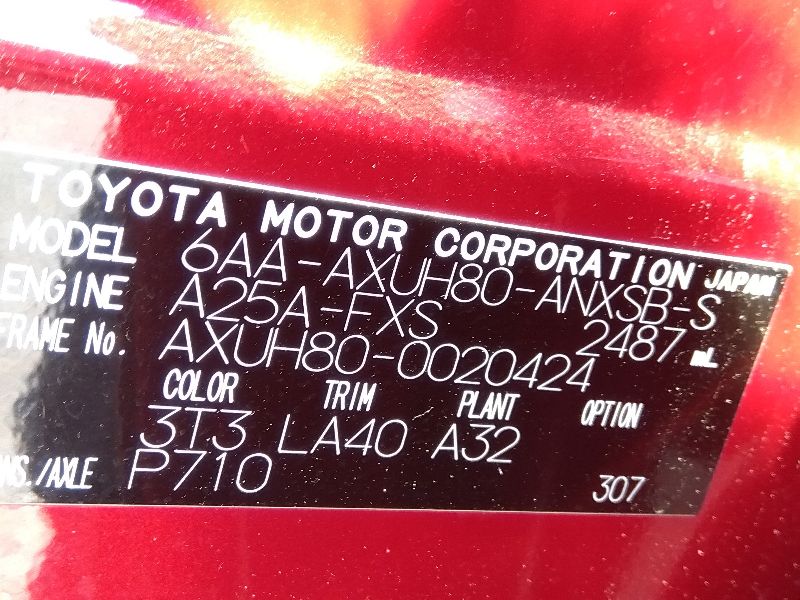 TOYOTA MOTOR CORPORATION JAPAN
MODEL 6AA-AXUH80-ANXSB-S
ENGINE A25A-FXS 2487 mL
FRAME No. AXUH80-0020424
COLOR TRIM PLANT OPTION
3T3 LA40 A32
NS./AXLE P710 307